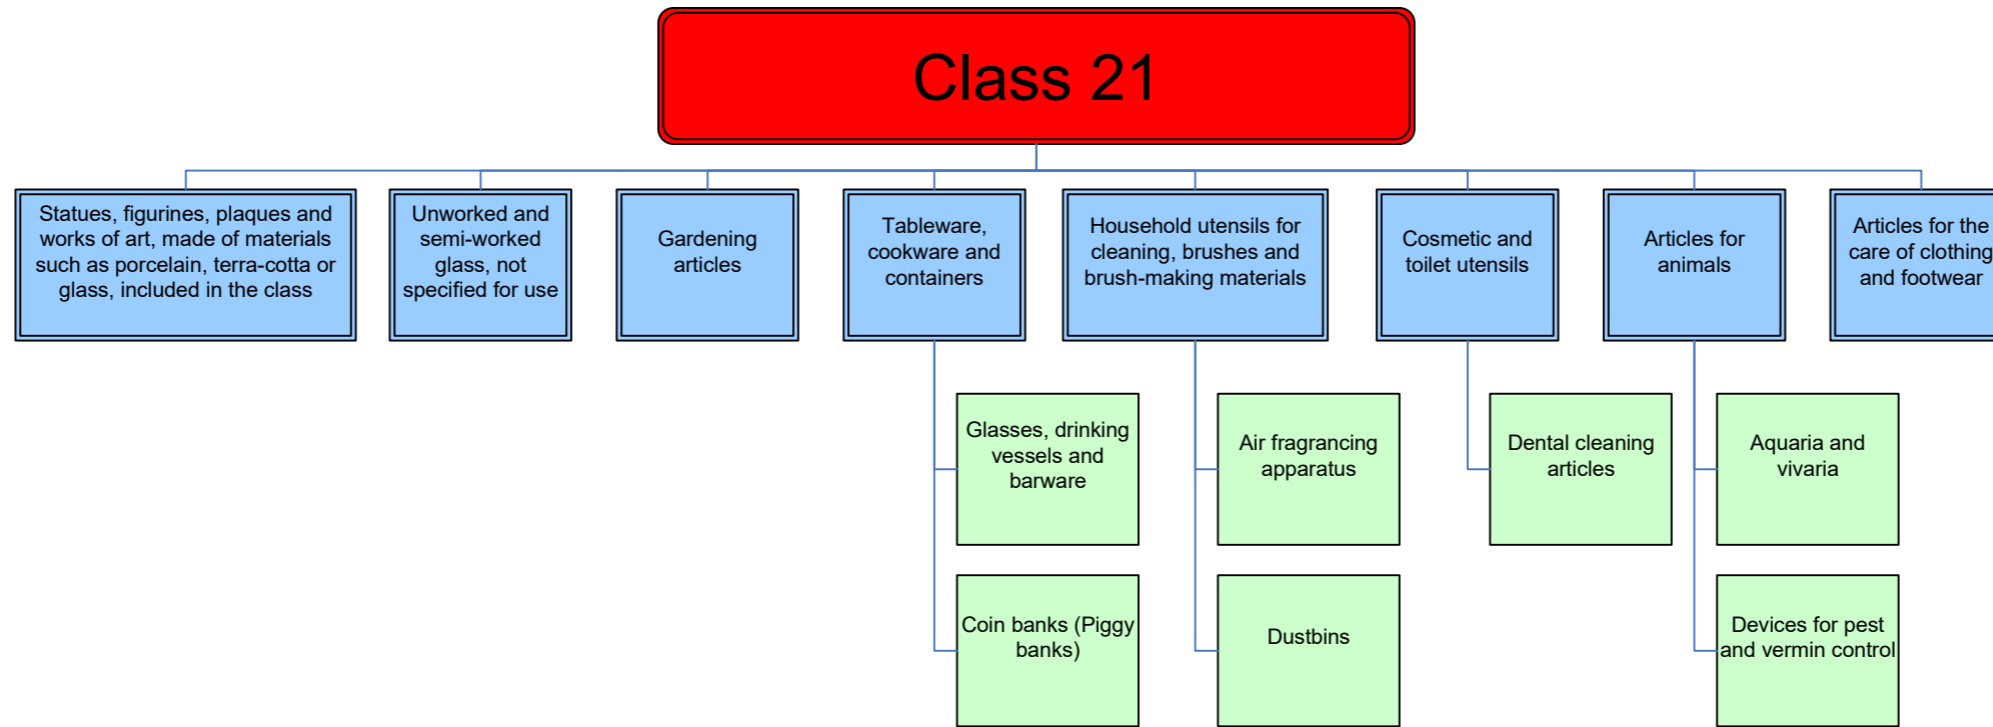 Class 21
Statues, figurines, plaques and
works of art, made of materials
such as porcelain, terra-cotta or
glass, included in the class
Unworked and
semi-worked
glass, not
specified for use
Gardening
articles
Tableware,
cookware and
containers
Household utensils for
cleaning, brushes and
brush-making materials
Cosmetic and
toilet utensils
Articles for
animals
Articles for the
care of clothing
and footwear
Glasses, drinking
vessels and
barware
Air fragrancing
apparatus
Dental cleaning
articles
Aquaria and
vivaria
Coin banks (Piggy
banks)
Dustbins
Devices for pest
and vermin control